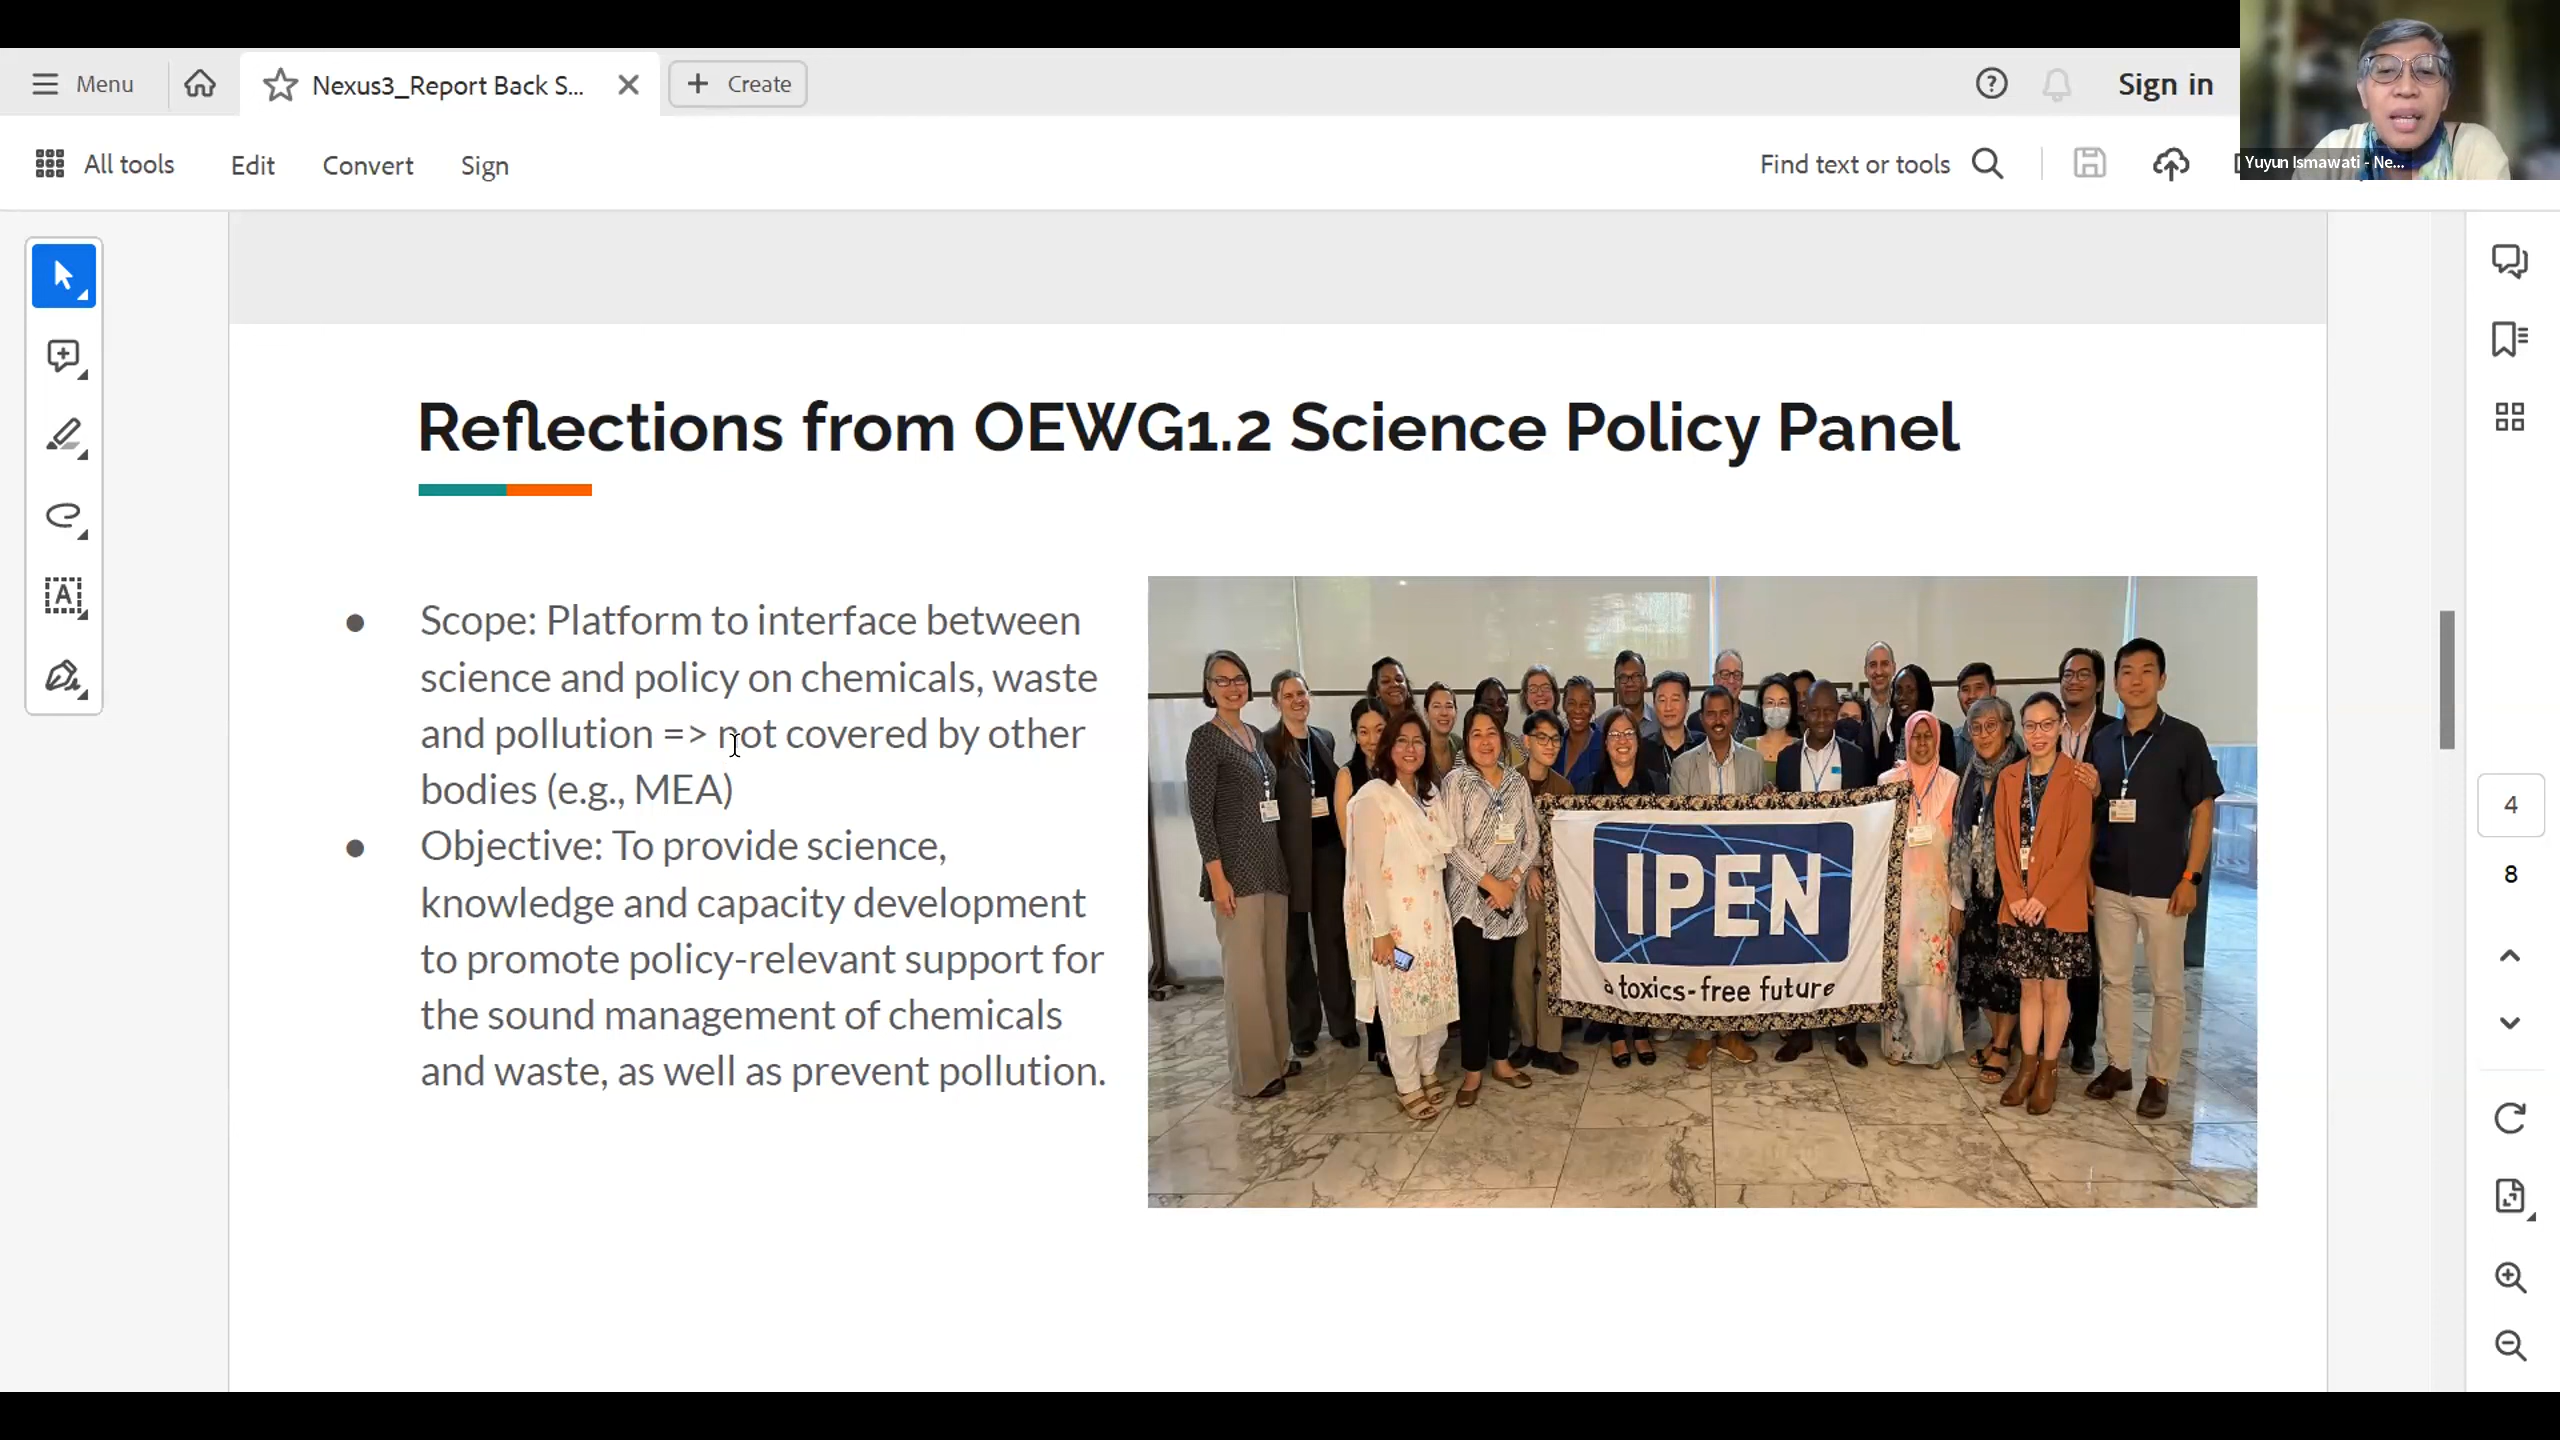 Menu
Nexus3_Report Back S...
Create
Sign in
All tools
Edit
Convert
Sign
Find text or tools
Yuyun Ismawati - Ne...
Reflections from OEWG1.2 Science Policy Panel
● Scope: Platform to interface between
science and policy on chemicals, waste
and pollution => not covered by other
bodies (e.g., MEA)
● Objective: To provide science,
knowledge and capacity development
to promote policy-relevant support for
the sound management of chemicals
and waste, as well as prevent pollution.
IPEN
a toxics-free future
4
8